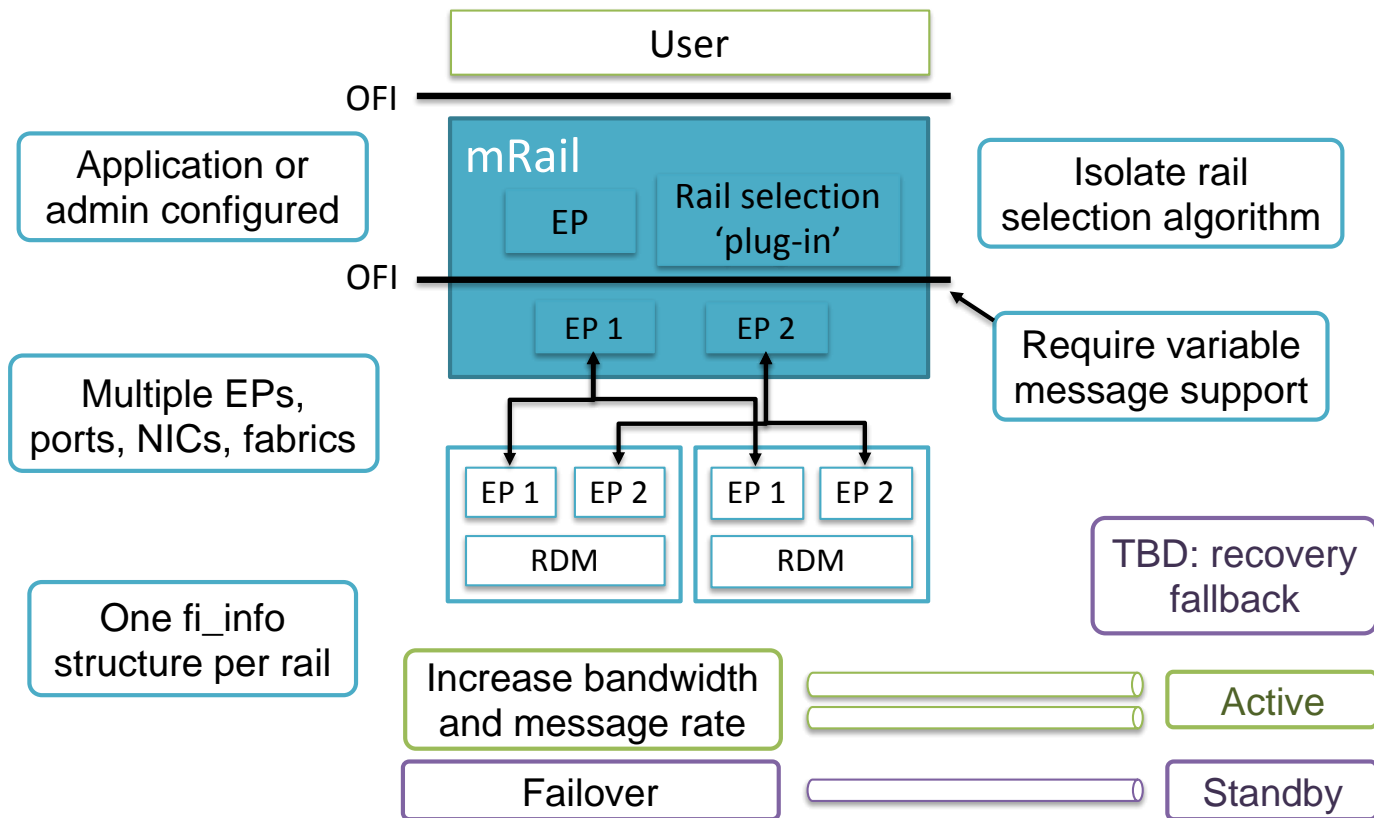 User
OFI
Application or
admin configured
mRail
EP
Rail selection
‘plug-in’
Isolate rail
selection algorithm
OFI
EP 1
EP 2
Require variable
message support
Multiple EPs,
ports, NICs, fabrics
EP 1
EP 2
RDM
EP 1
EP 2
RDM
TBD: recovery
fallback
One fi_info
structure per rail
Increase bandwidth
and message rate
Active
Failover
Standby